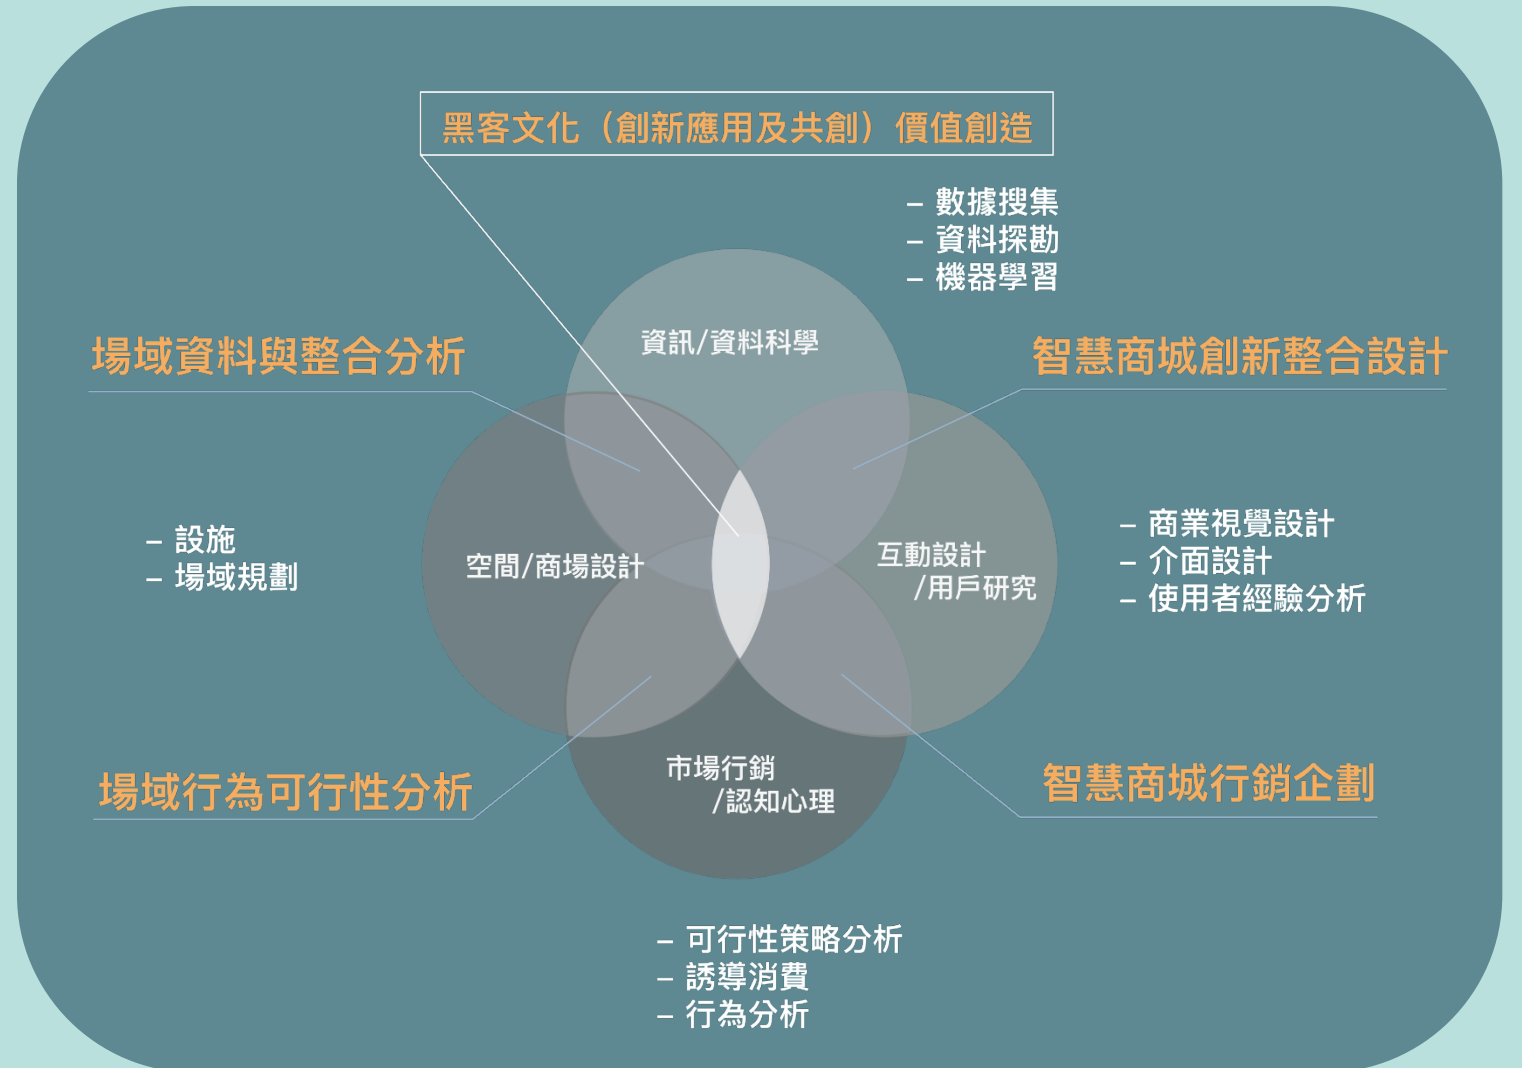 黑客文化（創新應用及共創）價值創造
– 數據搜集
– 資料探勘
– 機器學習
資訊/資料科學
場域資料與整合分析
智慧商城創新整合設計
– 設施
– 場域規劃
空間/商場設計
互動設計
/用戶研究
– 商業視覺設計
– 介面設計
– 使用者經驗分析
場域行為可行性分析
市場行銷
/認知心理
智慧商城行銷企劃
– 可行性策略分析
– 誘導消費
– 行為分析